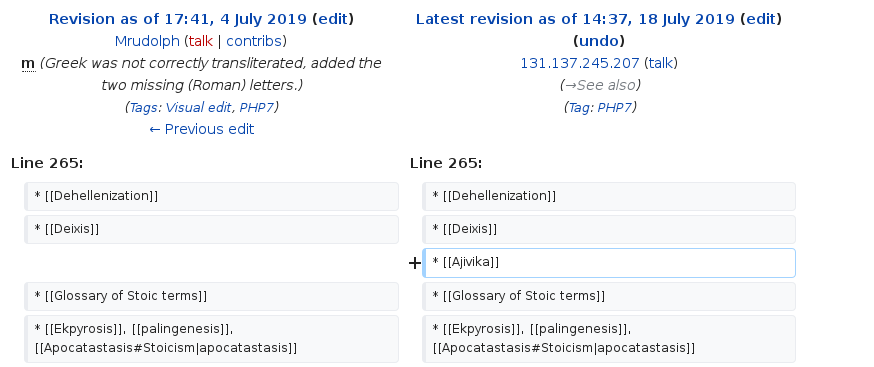 Revision as of 17:41, 4 July 2019 (edit)
Mrudolph (talk | contribs)
m (Greek was not correctly transliterated, added the
two missing (Roman) letters.)
(Tags: Visual edit, PHP7)
← Previous edit
Latest revision as of 14:37, 18 July 2019 (edit)
(undo)
131.137.245.207 (talk)
(→See also)
(Tag: PHP7)
Line 265:
Line 265:
* [[Dehellenization]]
* [[Dehellenization]]
* [[Deixis]]
* [[Deixis]]
+ * [[Ajivika]]
* [[Glossary of Stoic terms]]
* [[Glossary of Stoic terms]]
* [[Ekpyrosis]], [[palingenesis]],
[[Apocatastasis#Stoicism|apocatastasis]]
* [[Ekpyrosis]], [[palingenesis]],
[[Apocatastasis#Stoicism|apocatastasis]]